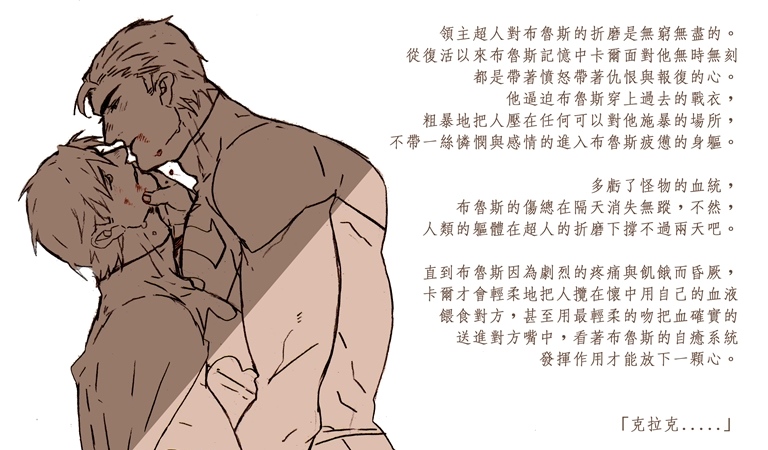 領主超人對布魯斯的折磨是無窮無盡的。
從復活以來布魯斯記憶中卡爾面對他無時無刻
都是帶著憤怒帶著仇恨與報復的心。
他逼迫布魯斯穿上過去的戰衣，
粗暴地把人壓在任何可以對他施暴的場所，
不帶一絲憐憫與感情的進入布魯斯疲憊的身軀。
多虧了怪物的血統，
布魯斯的傷總在隔天消失無蹤，不然，
人類的軀體在超人的折磨下撐不過兩天吧。
直到布魯斯因為劇烈的疼痛與飢餓而昏厥，
卡爾才會輕柔地把人攬在懷中用自己的血液
餵食對方，甚至用最輕柔的吻把血確實的
送進對方嘴中，看著布魯斯的自癒系統
發揮作用才能放下一顆心。
「克拉克.....」